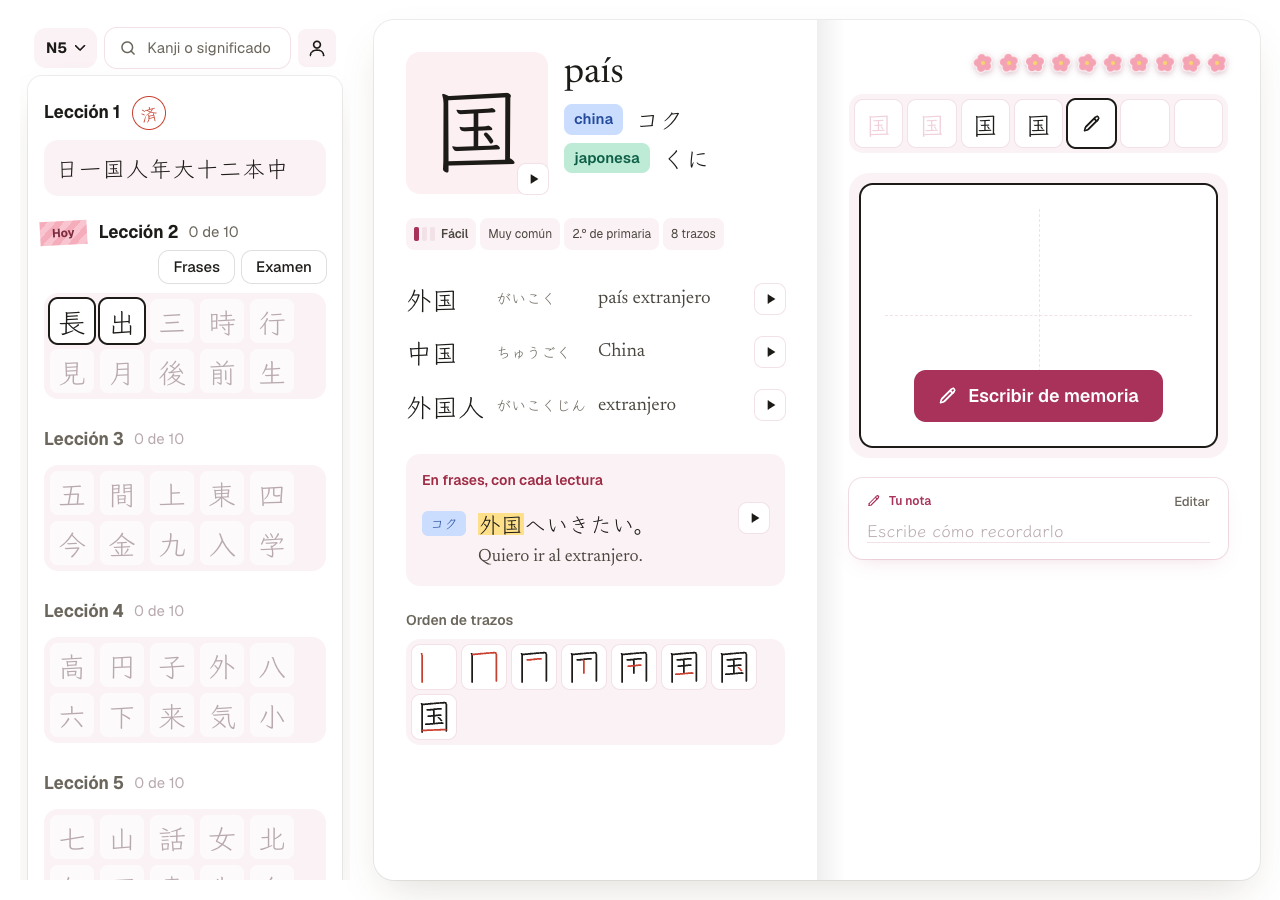 N5
Kanji o significado
Lección 1 済
日一国人年大十二本中
Hoy
Lección 2 0 de 10
Frases
Examen
長出三時行
見月後前生
Lección 3 0 de 10
五間上東四
今金九入学
Lección 4 0 de 10
高円子外八
六下来気小
Lección 5 0 de 10
七山話女北
国
país
china コク
japonesa くに
Fácil
Muy común
2.º de primaria
8 trazos
外国 がいこく país extranjero
中国 ちゅうごく China
外国人 がいこくじん extranjero
En frases, con cada lectura
コク 外国へいきたい。
Quiero ir al extranjero.
Orden de trazos
国
国
国 国 国 国
Escribir de memoria
Tu nota
Editar
Escribe cómo recordarlo